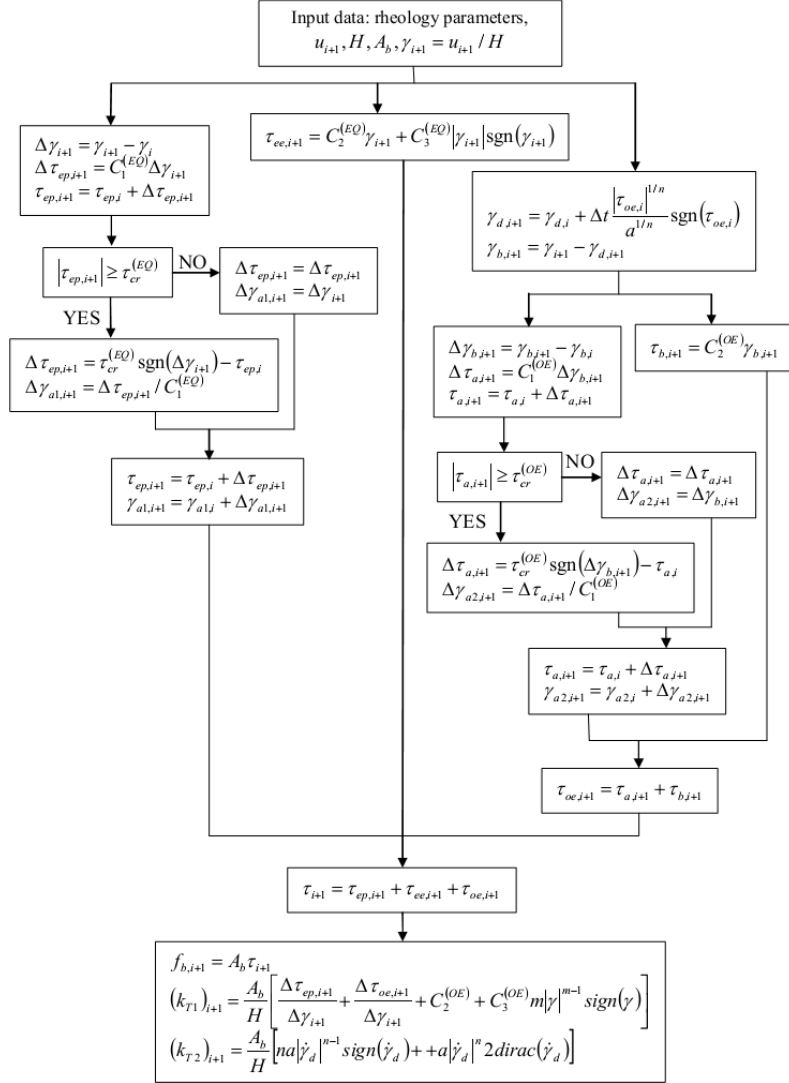 Input data: rheology parameters,
u_{i+1}, H, A_b, γ_{i+1} = u_{i+1} / H
Δγ_{i+1} = γ_{i+1} − γ_i
Δτ_{ep,i+1} = C_1^{(EQ)} Δγ_{i+1}
τ_{ep,i+1} = τ_{ep,i} + Δτ_{ep,i+1}
τ_{ee,i+1} = C_2^{(EQ)} γ_{i+1} + C_3^{(EQ)} |γ_{i+1}| sgn(γ_{i+1})
γ_{d,i+1} = γ_{d,i} + Δt |τ_{oe,i}|^{1/n} / a^{1/n} sgn(τ_{oe,i})
γ_{b,i+1} = γ_{i+1} − γ_{d,i+1}
|τ_{ep,i+1}| ≥ τ_{cr}^{(EQ)}
NO
Δτ_{ep,i+1} = Δτ_{ep,i+1}
Δγ_{a1,i+1} = Δγ_{i+1}
YES
Δτ_{ep,i+1} = τ_{cr}^{(EQ)} sgn(Δγ_{i+1}) − τ_{ep,i}
Δγ_{a1,i+1} = Δτ_{ep,i+1} / C_1^{(EQ)}
τ_{ep,i+1} = τ_{ep,i} + Δτ_{ep,i+1}
γ_{a1,i+1} = γ_{a1,i} + Δγ_{a1,i+1}
Δγ_{b,i+1} = γ_{b,i+1} − γ_{b,i}
Δτ_{a,i+1} = C_1^{(OE)} Δγ_{b,i+1}
τ_{a,i+1} = τ_{a,i} + Δτ_{a,i+1}
τ_{b,i+1} = C_2^{(OE)} γ_{b,i+1}
|τ_{a,i+1}| ≥ τ_{cr}^{(OE)}
NO
Δτ_{a,i+1} = Δτ_{a,i+1}
Δγ_{a2,i+1} = Δγ_{b,i+1}
YES
Δτ_{a,i+1} = τ_{cr}^{(OE)} sgn(Δγ_{b,i+1}) − τ_{a,i}
Δγ_{a2,i+1} = Δτ_{a,i+1} / C_1^{(OE)}
τ_{a,i+1} = τ_{a,i} + Δτ_{a,i+1}
γ_{a2,i+1} = γ_{a2,i} + Δγ_{a2,i+1}
τ_{oe,i+1} = τ_{a,i+1} + τ_{b,i+1}
τ_{i+1} = τ_{ep,i+1} + τ_{ee,i+1} + τ_{oe,i+1}
f_{b,i+1} = A_b τ_{i+1}
(k_{T1})_{i+1} = A_b / H [Δτ_{ep,i+1} / Δγ_{i+1} + Δτ_{oe,i+1} / Δγ_{i+1} + C_2^{(OE)} + C_3^{(OE)} m|γ|^{m−1} sign(γ)]
(k_{T2})_{i+1} = A_b / H [na|γ̇_d|^{n−1} sign(γ̇_d) + +a|γ̇_d|^n 2dirac(γ̇_d)]